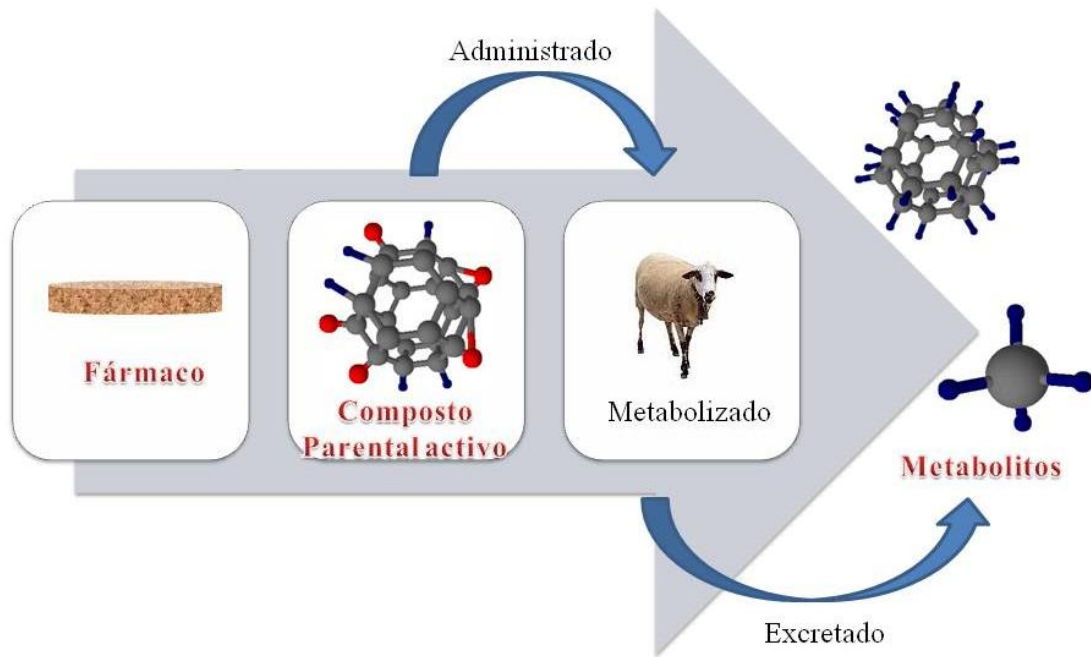 Administrado
Fármaco
Composto
Parental activo
Metabolizado
Metabolitos
Excretado